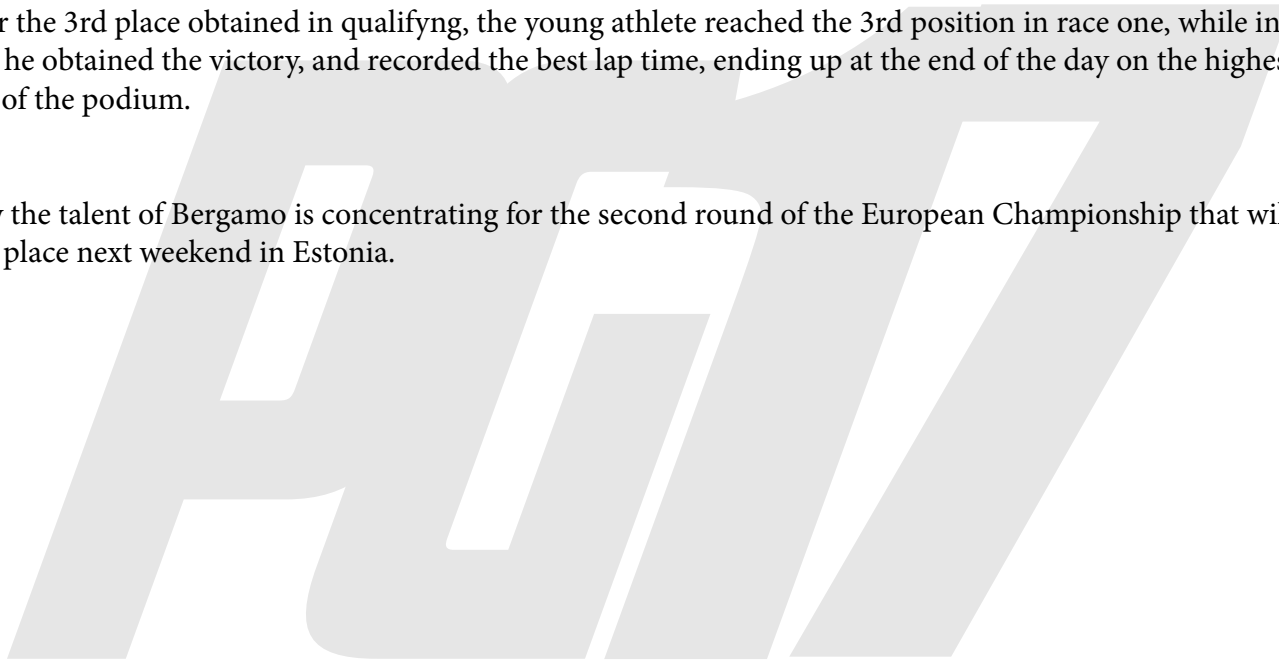 r the 3rd place obtained in qualifyng, the young athlete reached the 3rd position in race one, while in
he obtained the victory, and recorded the best lap time, ending up at the end of the day on the highes
of the podium.
the talent of Bergamo is concentrating for the second round of the European Championship that wil
place next weekend in Estonia.
PG17